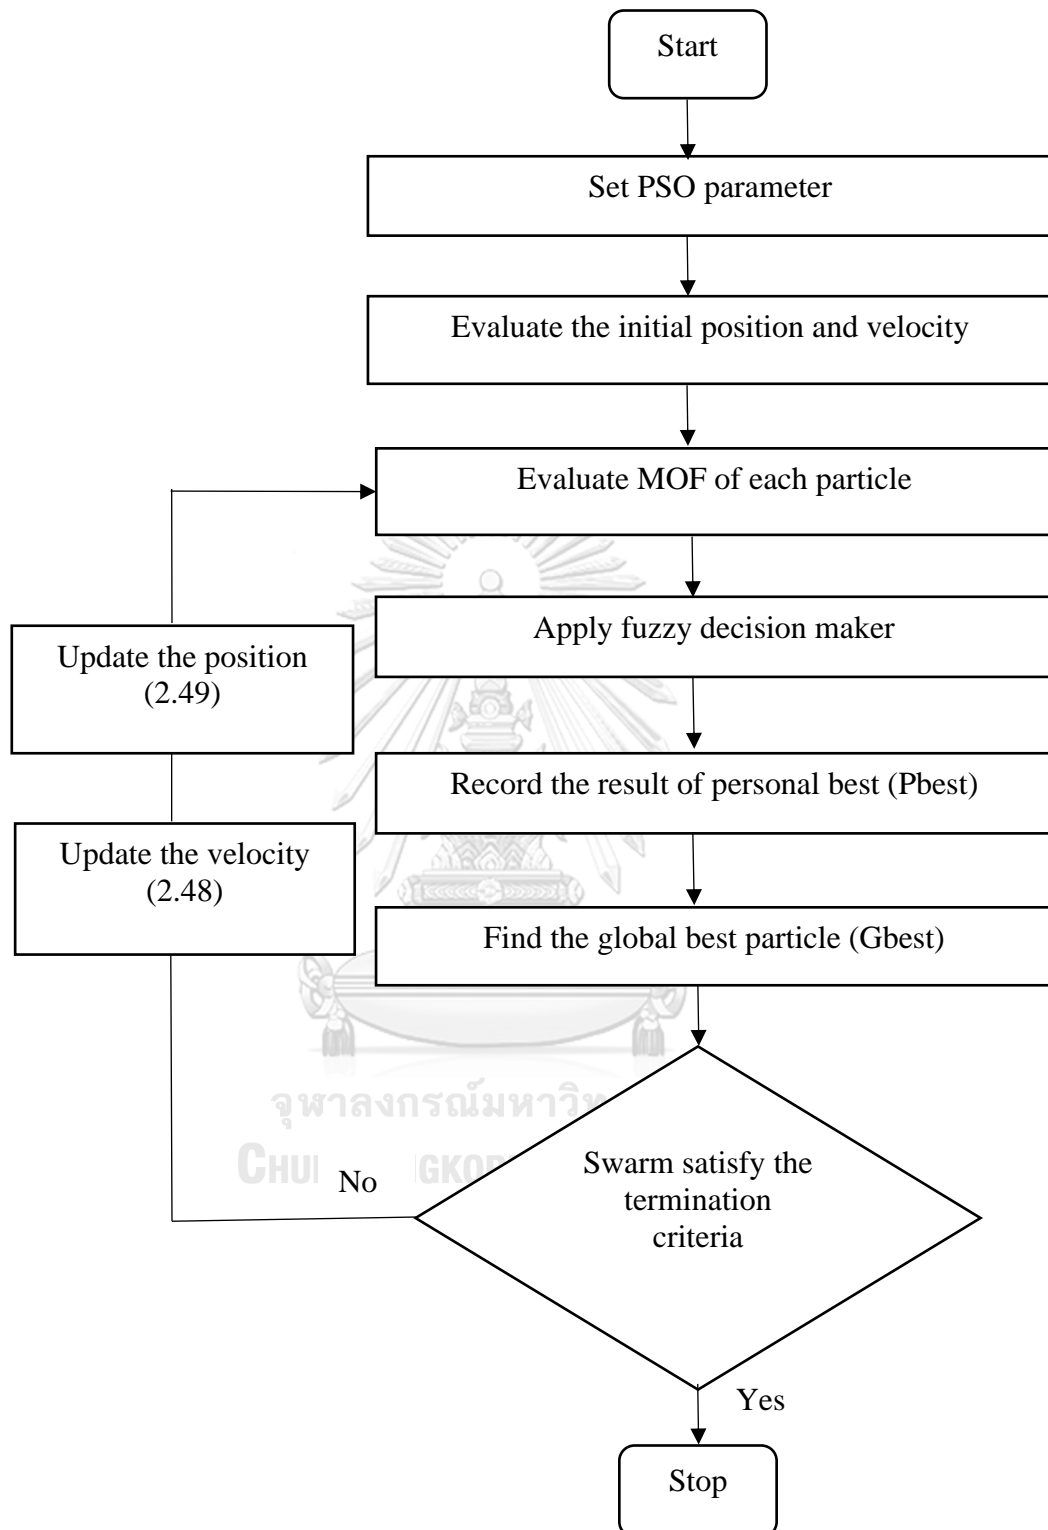 Start
Set PSO parameter
Evaluate the initial position and velocity
Evaluate MOF of each particle
Apply fuzzy decision maker
Update the position
(2.49)
Record the result of personal best (Pbest)
Update the velocity
(2.48)
Find the global best particle (Gbest)
จุฬาลงกรณ์มหาวิท
Swarm satisfy the
termination
criteria
No
Yes
Stop